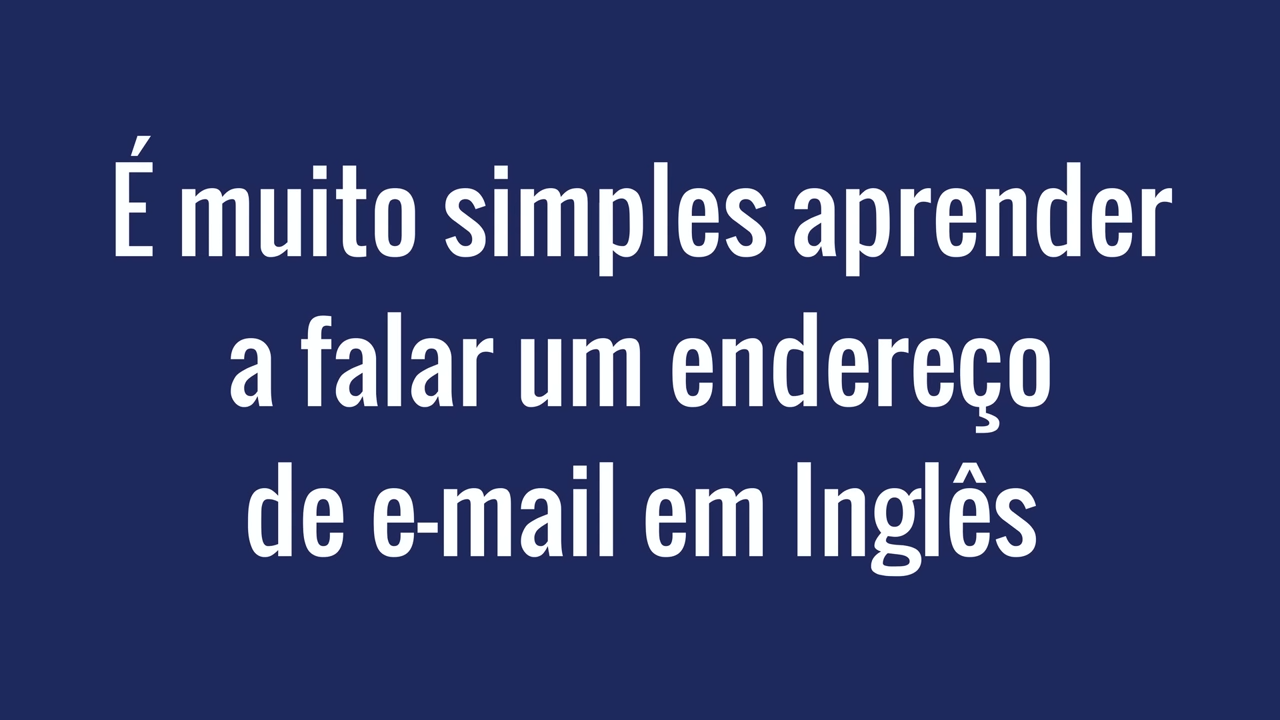 É muito simples aprender
a falar um endereço
de e-mail em Inglês